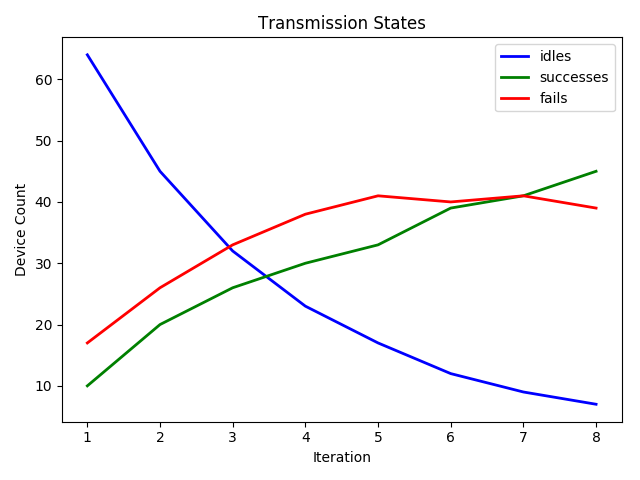 Transmission States
idles
successes
fails
60
50
40
30
20
10
Device Count
1 2 3 4 5 6 7 8
Iteration